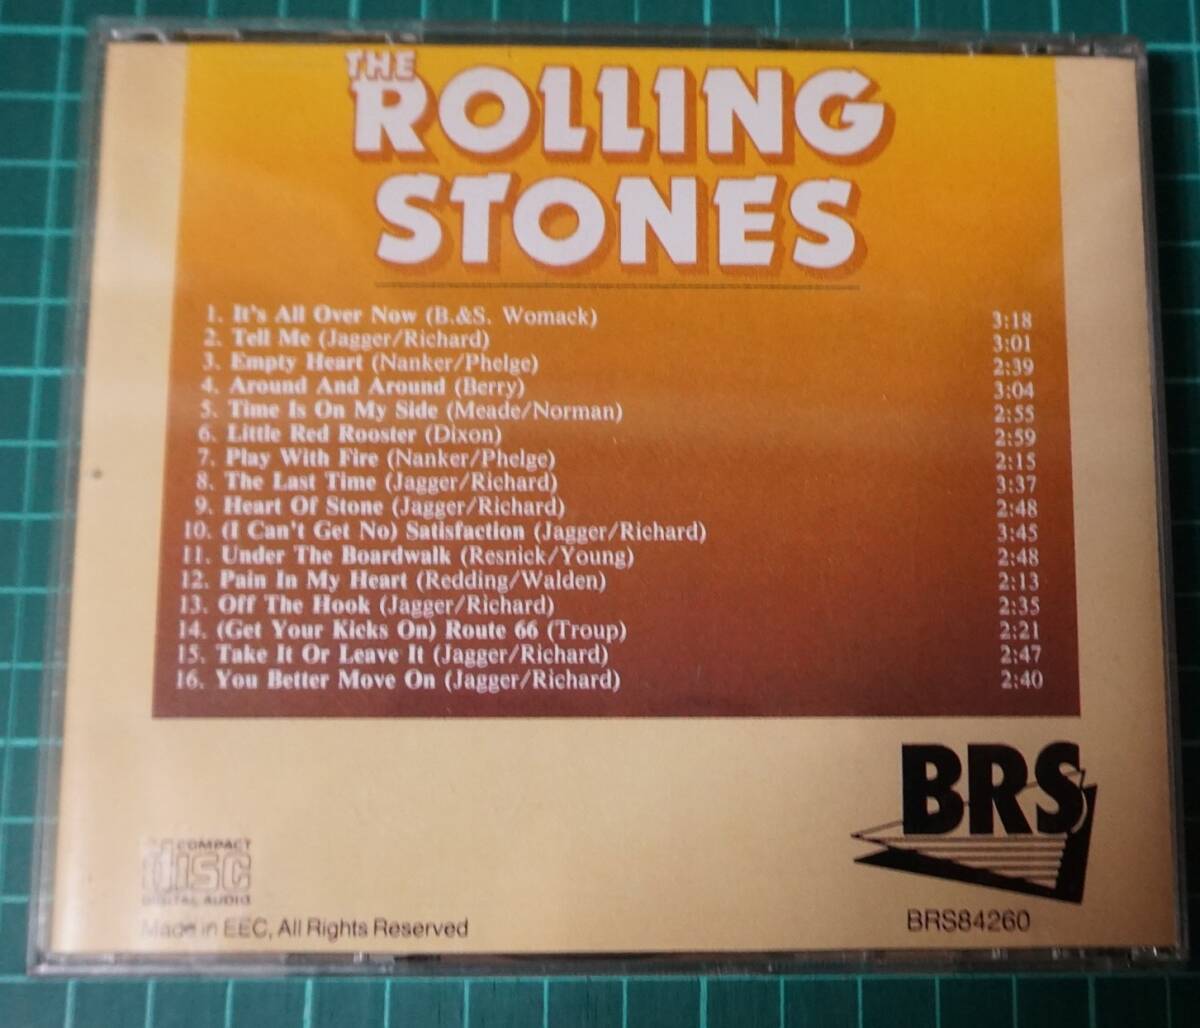 THE
ROLLING
STONES
1. It's All Over Now (B.&S. Womack) 3:18
2. Tell Me (Jagger/Richard) 3:01
3. Empty Heart (Nanker/Phelge) 2:39
4. Around And Around (Berry) 3:04
5. Time Is On My Side (Meade/Norman) 2:55
6. Little Red Rooster (Dixon) 2:59
7. Play With Fire (Nanker/Phelge) 2:15
8. The Last Time (Jagger/Richard) 3:37
9. Heart Of Stone (Jagger/Richard) 2:48
10. (I Can't Get No) Satisfaction (Jagger/Richard) 3:45
11. Under The Boardwalk (Resnick/Young) 2:48
12. Pain In My Heart (Redding/Walden) 2:13
13. Off The Hook (Jagger/Richard) 2:35
14. (Get Your Kicks On) Route 66 (Troup) 2:21
15. Take It Or Leave It (Jagger/Richard) 2:47
16. You Better Move On (Jagger/Richard) 2:40
BRS
COMPACT
disc
DIGITAL AUDIO
Made in EEC, All Rights Reserved
BRS84260